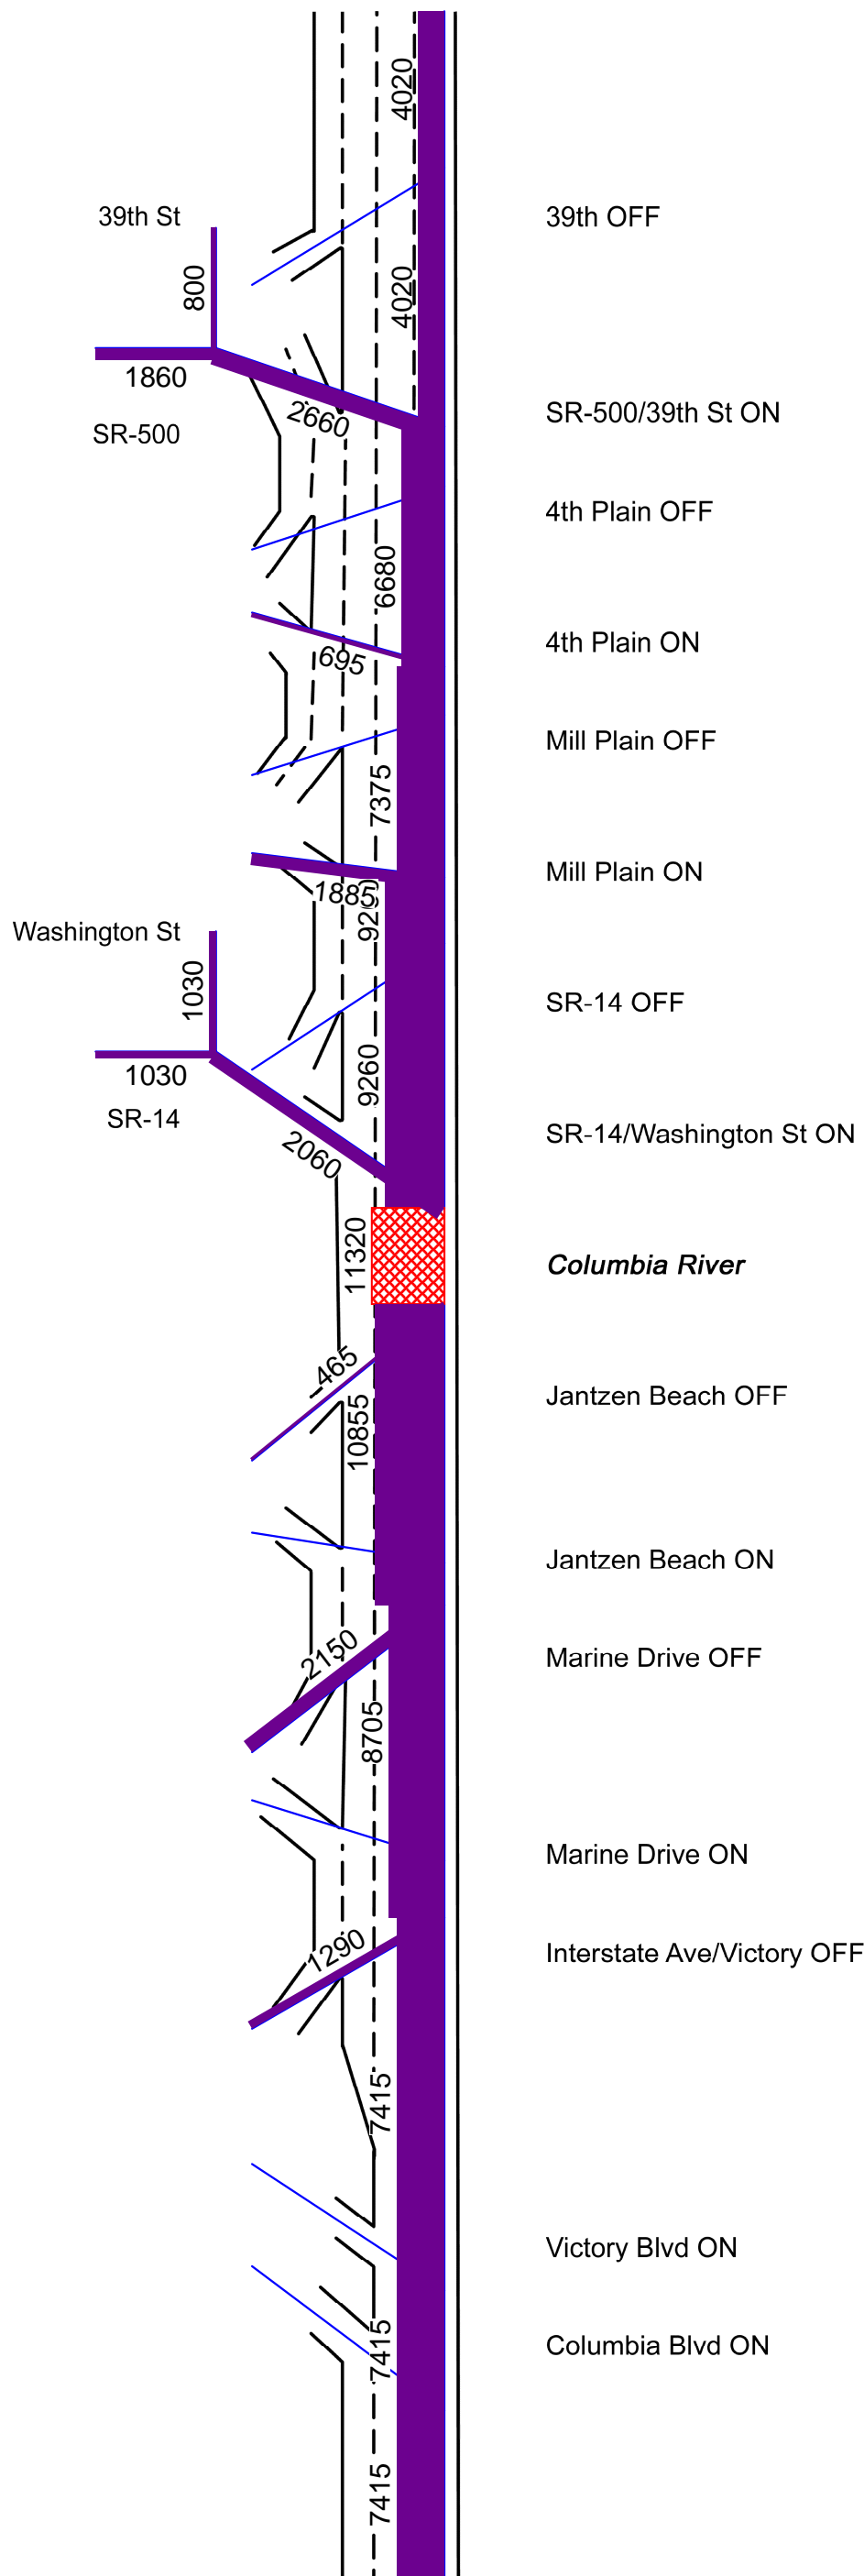 4020
39th St
39th OFF
800
4020
1860
SR-500/39th St ON
2660
SR-500
4th Plain OFF
6680
4th Plain ON
695
Mill Plain OFF
7375
Mill Plain ON
1885
9260
Washington St
1030
SR-14 OFF
1030
9260
SR-14
SR-14/Washington St ON
2060
11320
Columbia River
465
Jantzen Beach OFF
10855
Jantzen Beach ON
2150
Marine Drive OFF
8705
Marine Drive ON
1290
Interstate Ave/Victory OFF
7415
Victory Blvd ON
Columbia Blvd ON
7415
7415